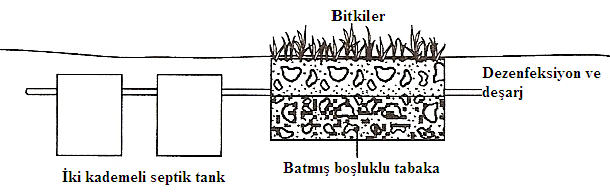 Bitkiler
Dezenfeksiyon ve
deşarj
İki kademeli septik tank
Batmış boşluklu tabaka